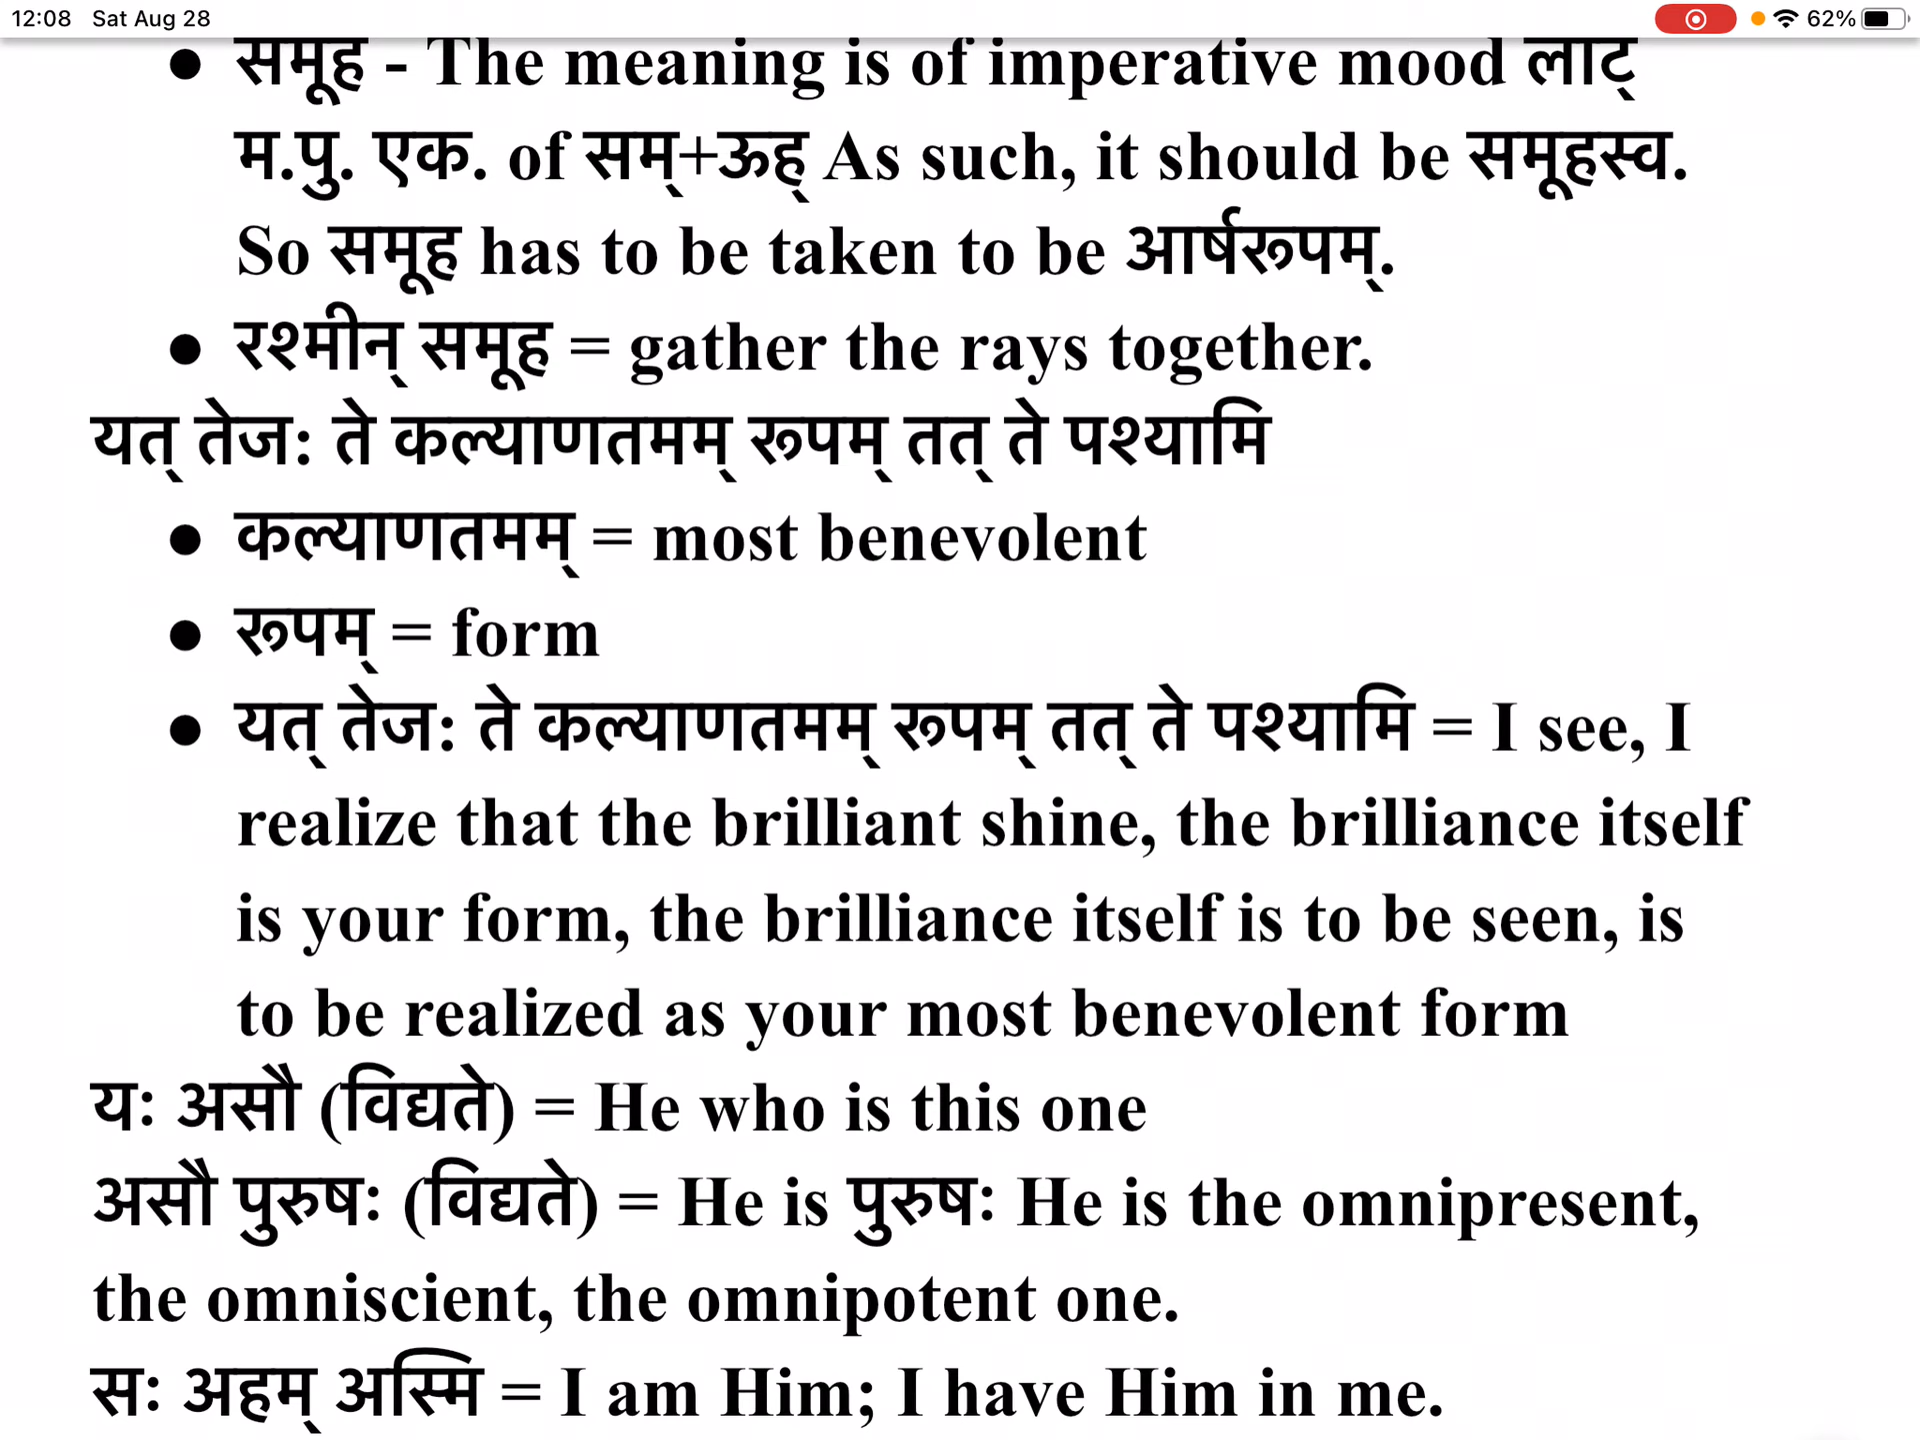 12:08 Sat Aug 28 62%
• समूह - The meaning is of imperative mood लोट्
म.पु. एक. of सम्+ऊह् As such, it should be समूहस्व.
So समूह has to be taken to be आर्षरूपम्.
• रश्मीन् समूह = gather the rays together.
यत् तेजः ते कल्याणतमम् रूपम् तत् ते पश्यामि
• कल्याणतमम् = most benevolent
• रूपम् = form
• यत् तेजः ते कल्याणतमम् रूपम् तत् ते पश्यामि = I see, I
realize that the brilliant shine, the brilliance itself
is your form, the brilliance itself is to be seen, is
to be realized as your most benevolent form
यः असौ (विद्यते) = He who is this one
असौ पुरुषः (विद्यते) = He is पुरुषः He is the omnipresent,
the omniscient, the omnipotent one.
सः अहम् अस्मि = I am Him; I have Him in me.